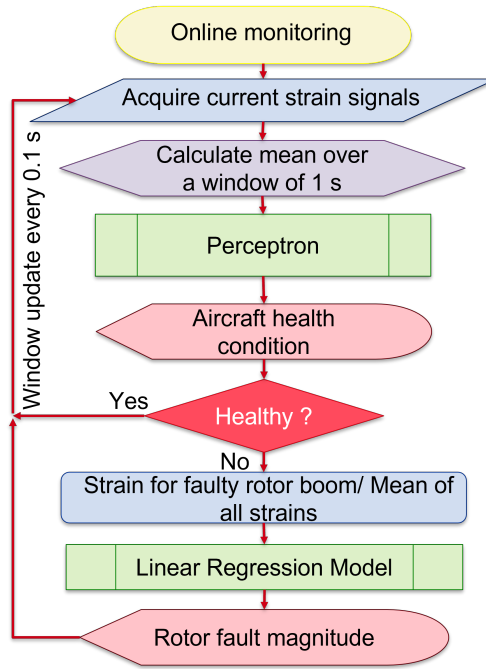 Online monitoring
Acquire current strain signals
Window update every 0.1 s
Calculate mean over
a window of 1 s
Perceptron
Aircraft health
condition
Healthy ?
Yes
No
Strain for faulty rotor boom/ Mean of
all strains
Linear Regression Model
Rotor fault magnitude